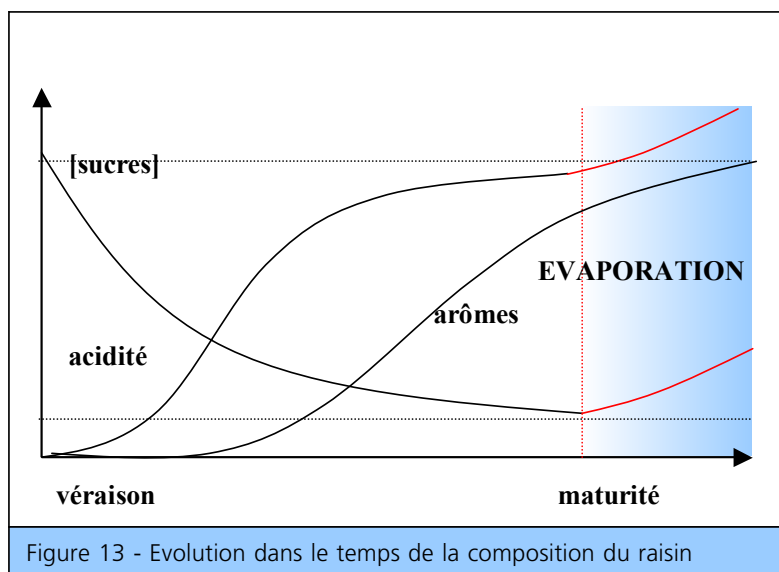 [sucres]
EVAPORATION
arômes
acidité
véraison
maturité
Figure 13 - Evolution dans le temps de la composition du raisin